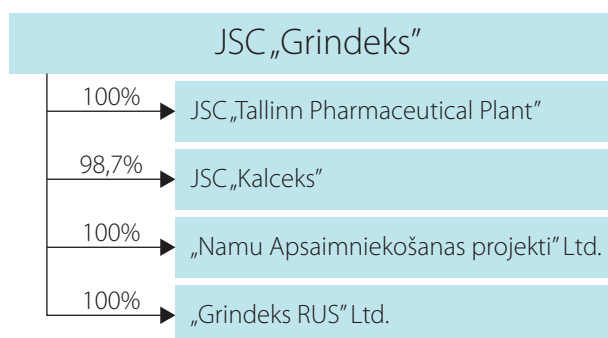 JSC „Grindeks”
100%
JSC „Tallinn Pharmaceutical Plant”
98,7%
JSC „Kalceks”
100%
„Namu Apsaimniekošanas projekti” Ltd.
100%
„Grindeks RUS” Ltd.